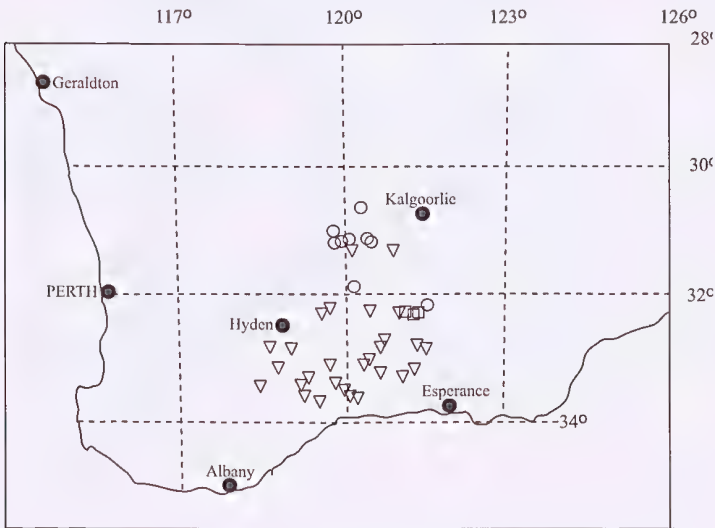 117º 120º 123º 126º
28º
Geraldton
30º
Kalgoorlie
PERTH
32º
Hyden
Esperance
34º
Albany